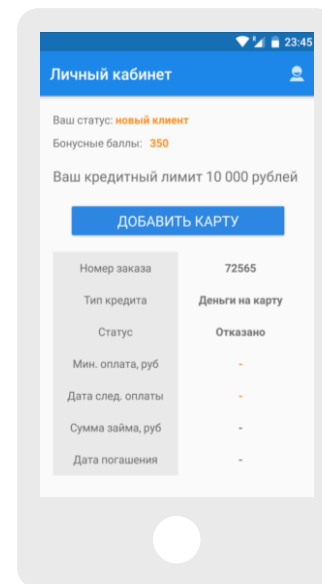 23:45
Личный кабинет
Ваш статус: новый клиент
Бонусные баллы: 350
Ваш кредитный лимит 10 000 рублей
ДОБАВИТЬ КАРТУ
Номер заказа 72565
Тип кредита Деньги на карту
Статус Отказано
Мин. оплата, руб -
Дата след. оплаты -
Сумма займа, руб -
Дата погашения -